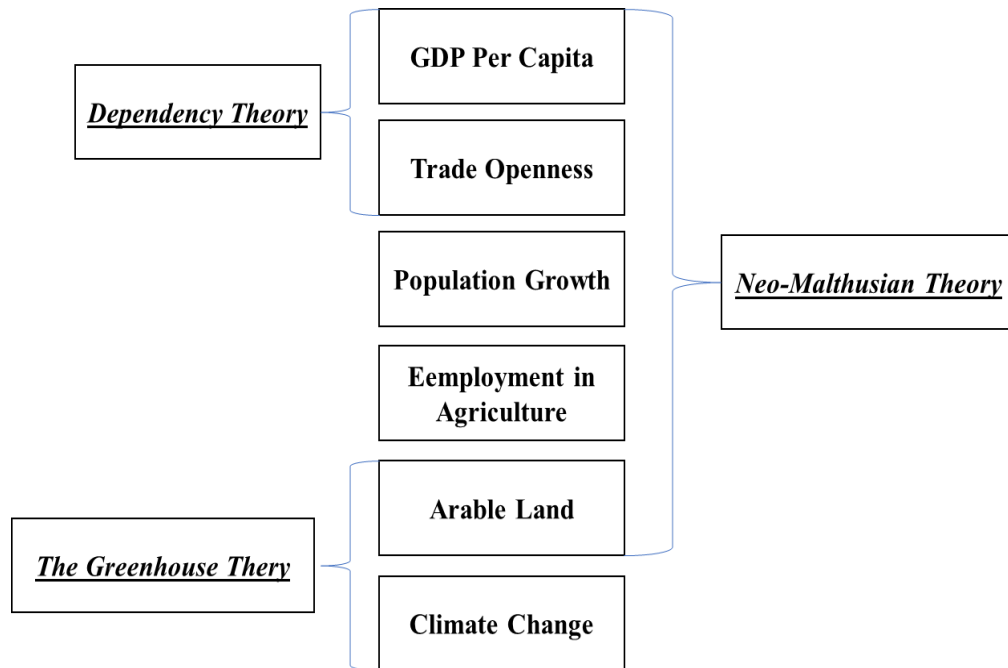 GDP Per Capita
Dependency Theory
Trade Openness
Population Growth
Neo-Malthusian Theory
Eemployment in
Agriculture
Arable Land
The Greenhouse Thery
Climate Change